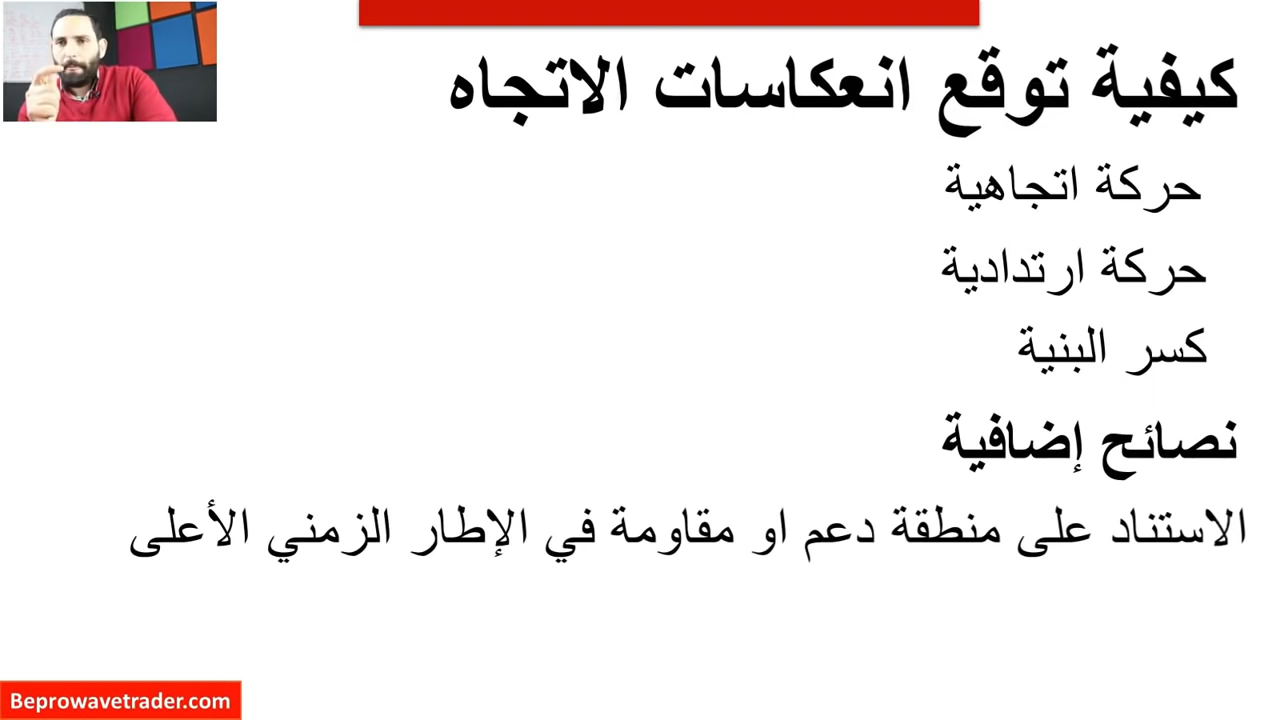 كيفية توقع انعكاسات الاتجاه
حركة اتجاهية
حركة ارتدادية
كسر البنية
نصائح إضافية
الاستناد على منطقة دعم او مقاومة في الإطار الزمني الأعلى
Beprowavetrader.com